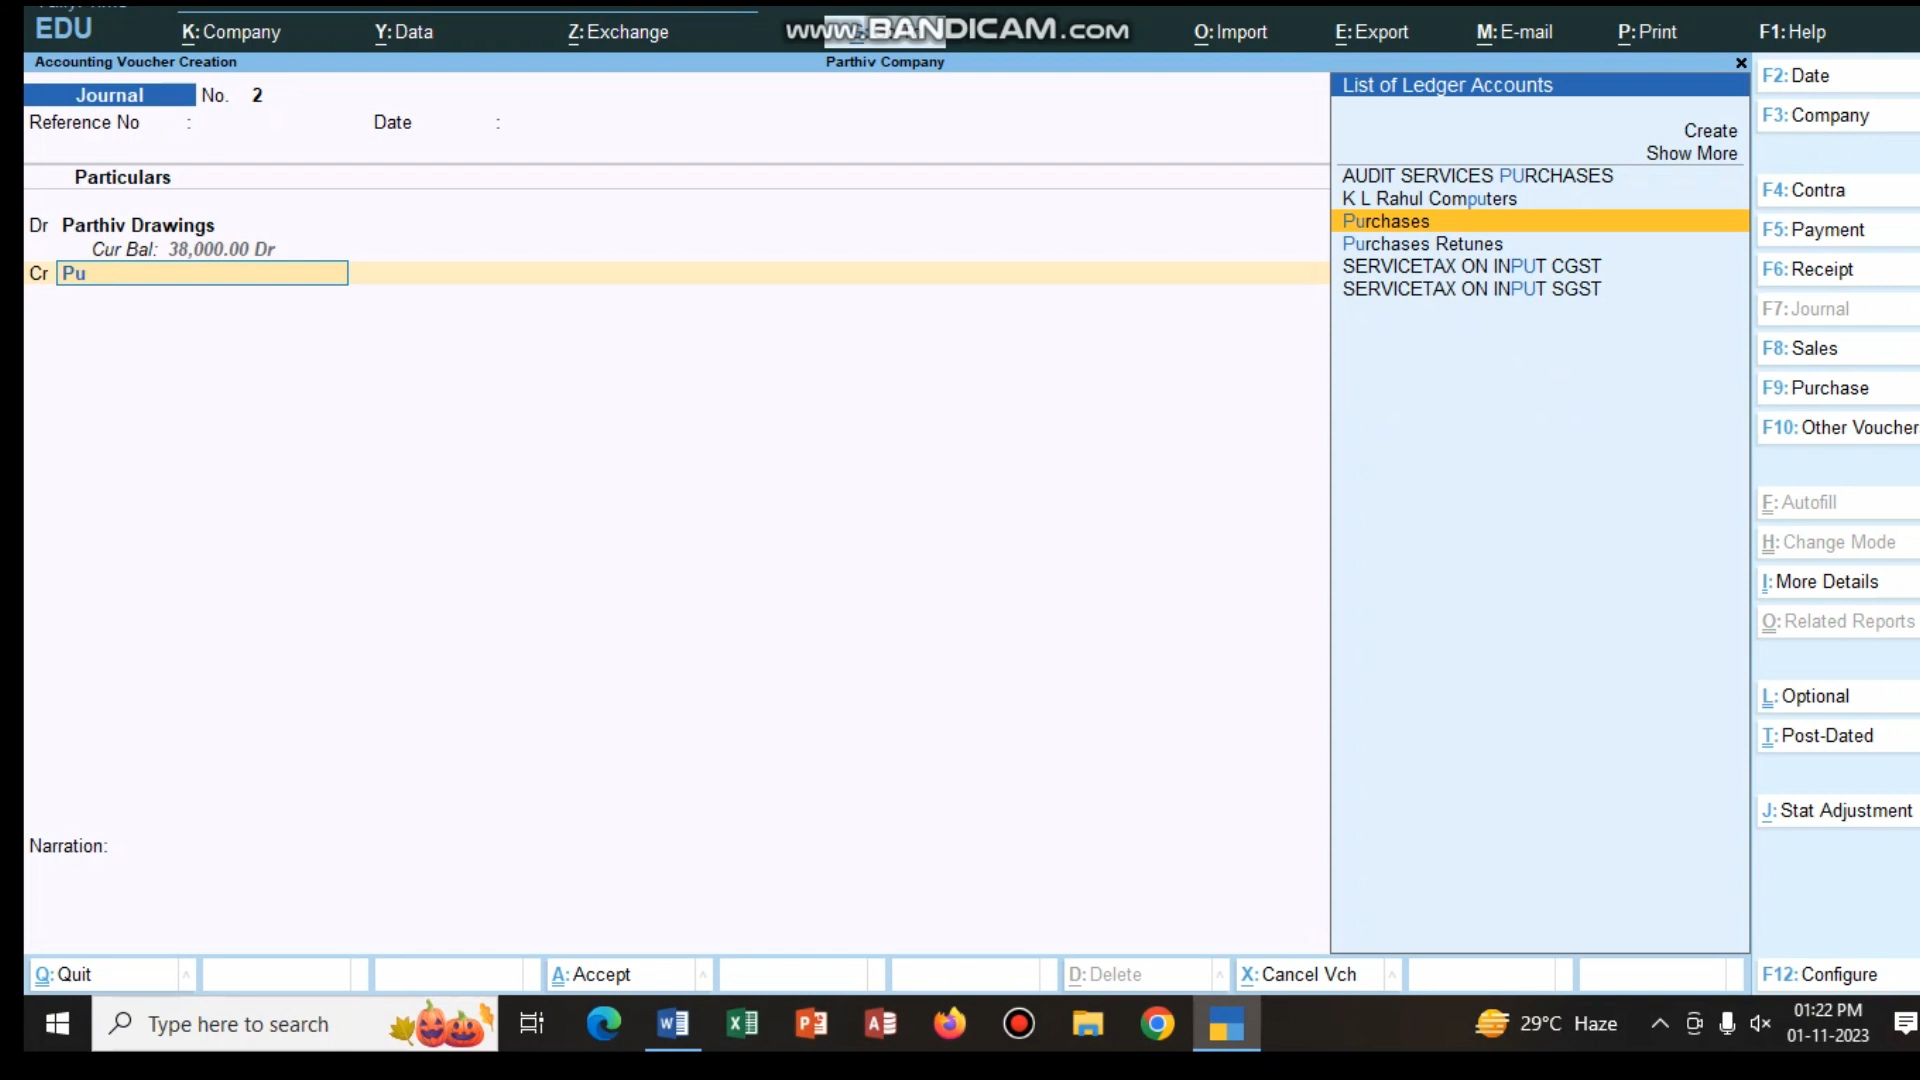 EDU
K: Company
Y: Data
Z: Exchange
www.BANDICAM.com
O: Import
E: Export
M: E-mail
P: Print
F1: Help
Accounting Voucher Creation
Parthiv Company
Journal No. 2
Reference No :
Date :
Particulars
Dr Parthiv Drawings
Cur Bal: 38,000.00 Dr
Cr Pu
Narration:
List of Ledger Accounts
Create
Show More
AUDIT SERVICES PURCHASES
K L Rahul Computers
Purchases
Purchases Retunes
SERVICETAX ON INPUT CGST
SERVICETAX ON INPUT SGST
F2: Date
F3: Company
F4: Contra
F5: Payment
F6: Receipt
F7: Journal
F8: Sales
F9: Purchase
F10: Other Voucher
F: Autofill
H: Change Mode
I: More Details
O: Related Reports
L: Optional
T: Post-Dated
J: Stat Adjustment
Q: Quit
A: Accept
D: Delete
X: Cancel Vch
F12: Configure
Type here to search
29°C Haze
01:22 PM
01-11-2023